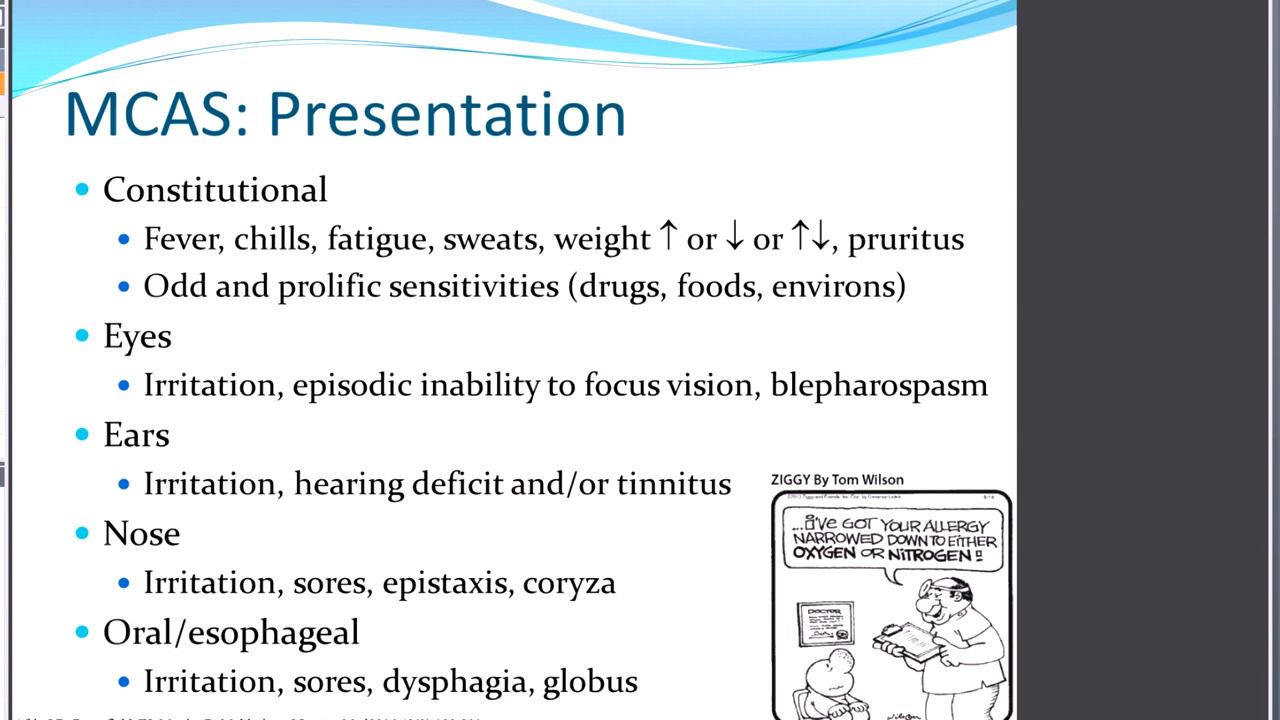 MCAS: Presentation
Constitutional
Fever, chills, fatigue, sweats, weight ↑ or ↓ or ↑↓, pruritus
Odd and prolific sensitivities (drugs, foods, environs)
Eyes
Irritation, episodic inability to focus vision, blepharospasm
Ears
Irritation, hearing deficit and/or tinnitus
Nose
Irritation, sores, epistaxis, coryza
Oral/esophageal
Irritation, sores, dysphagia, globus
ZIGGY By Tom Wilson
...I'VE GOT YOUR ALLERGY
NARROWED DOWN TO EITHER
OXYGEN OR NITROGEN!!
DOCTOR